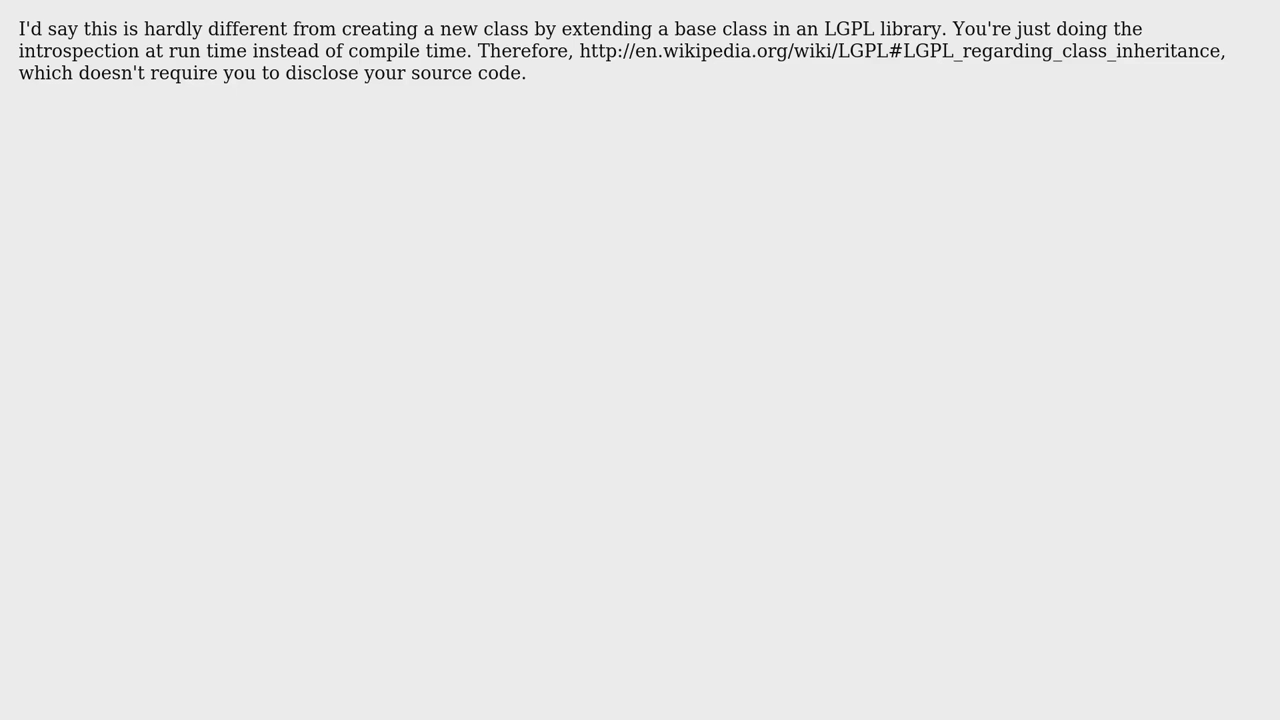 I'd say this is hardly different from creating a new class by extending a base class in an LGPL library. You're just doing the
introspection at run time instead of compile time. Therefore, http://en.wikipedia.org/wiki/LGPL#LGPL_regarding_class_inheritance,
which doesn't require you to disclose your source code.